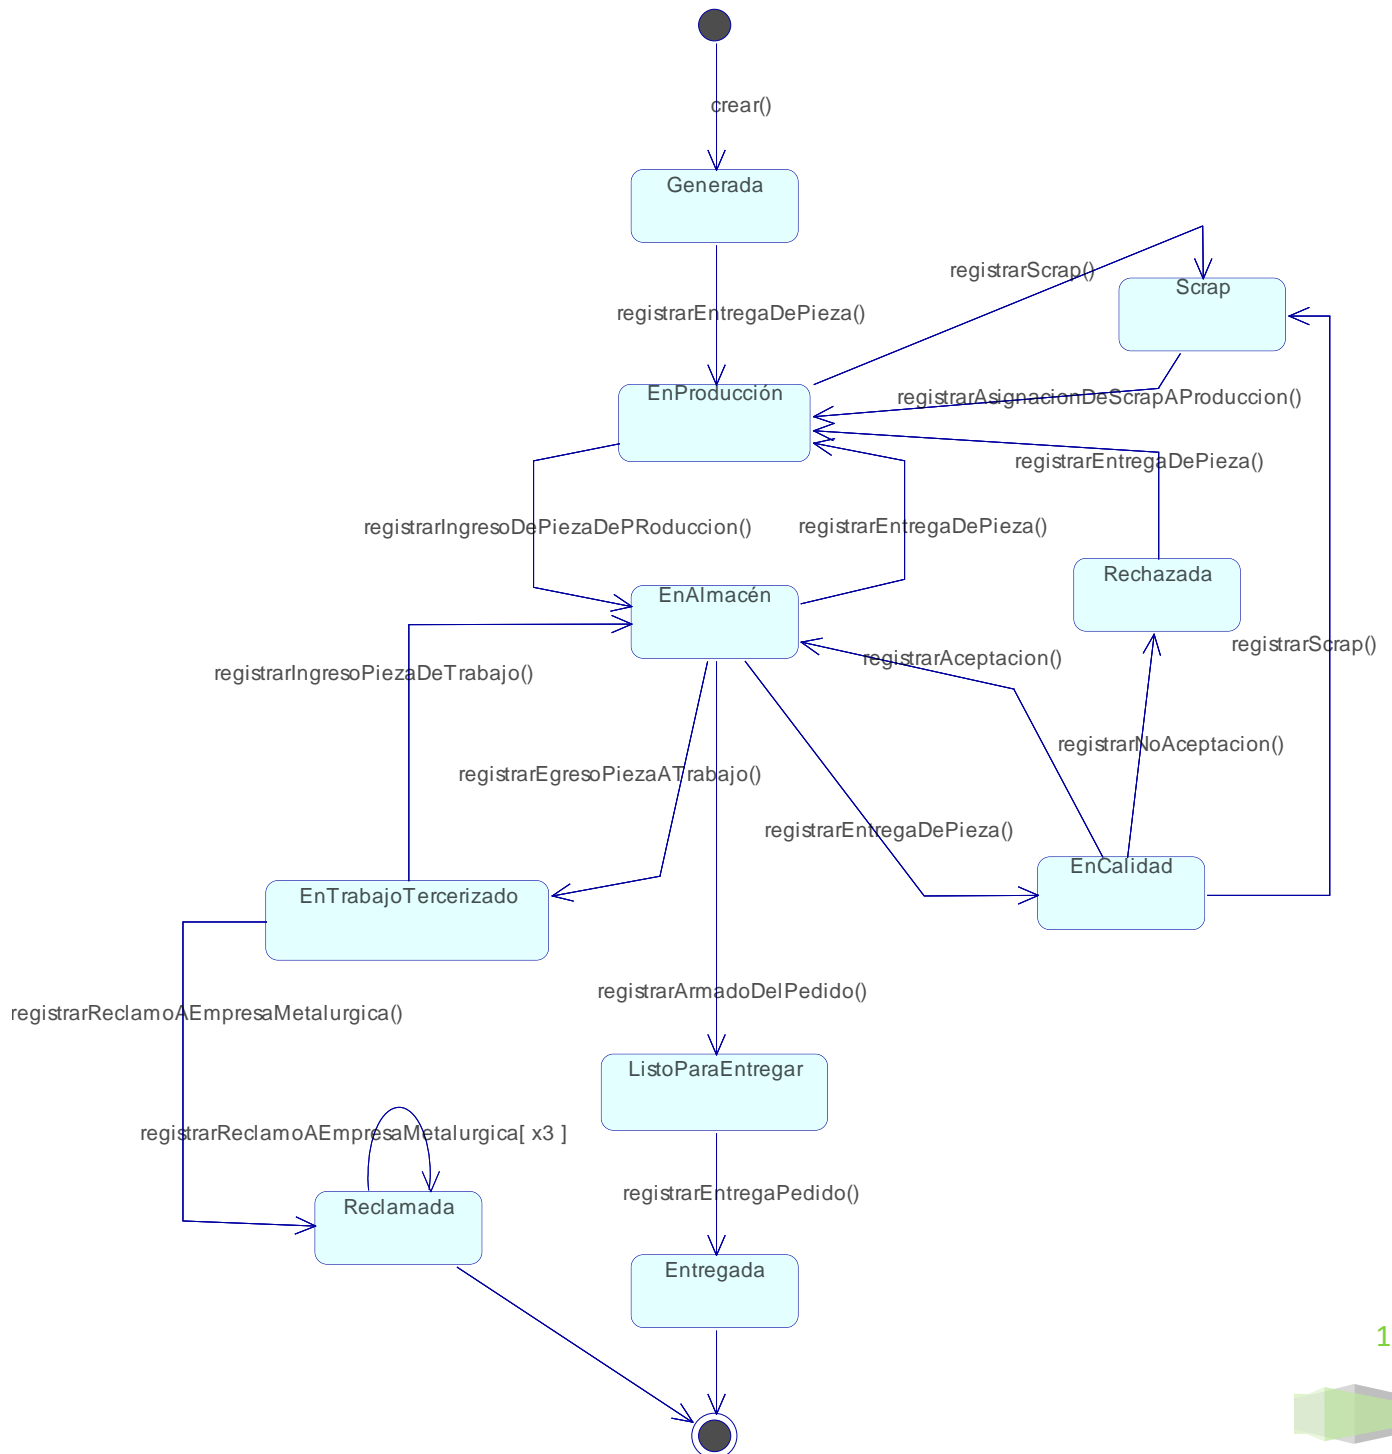 crear()
Generada
registrarScrap()
Scrap
registrarEntregaDePieza()
EnProducción
registrarAsignacionDeScrapAProduccion()
registrarEntregaDePieza()
registrarIngresoDePiezaDePRoduccion()
registrarEntregaDePieza()
Rechazada
EnAlmacén
registrarScrap()
registrarAceptacion()
registrarIngresoPiezaDeTrabajo()
registrarNoAceptacion()
registrarEgresoPiezaATrabajo()
registrarEntregaDePieza()
EnCalidad
EnTrabajoTercerizado
registrarArmadoDelPedido()
registrarReclamoAEmpresaMetalurgica()
ListoParaEntregar
registrarReclamoAEmpresaMetalurgica[ x3 ]
registrarEntregaPedido()
Reclamada
Entregada
1